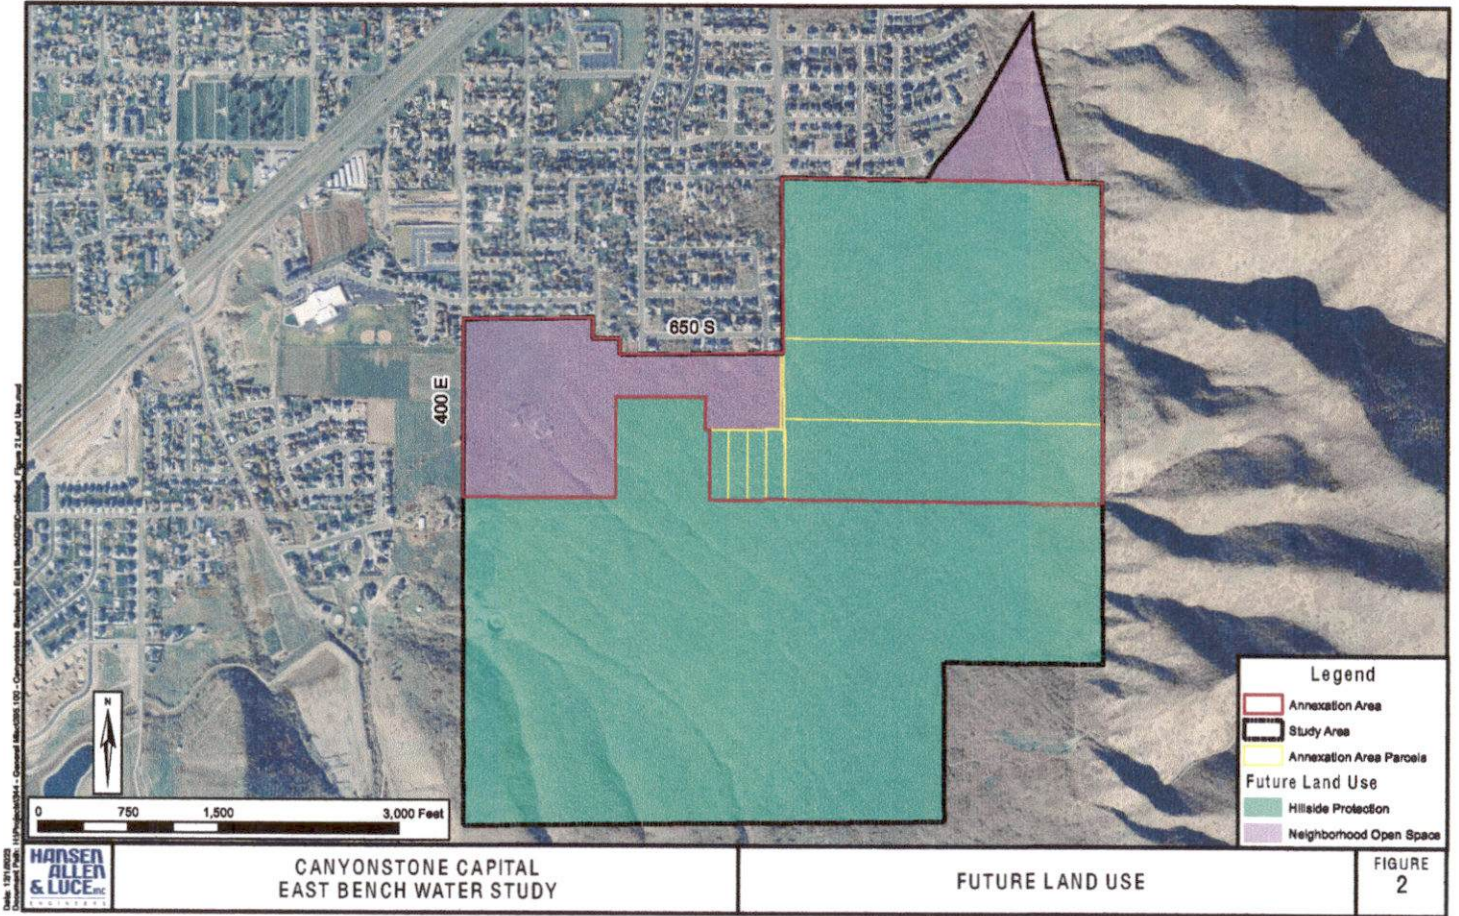 650 S
400 E
N
0 750 1,500 3,000 Feet
Legend
Annexation Area
Study Area
Annexation Area Parcels
Future Land Use
Hillside Protection
Neighborhood Open Space
HANSEN
ALLEN
& LUCE INC
ENGINEERS
CANYONSTONE CAPITAL
EAST BENCH WATER STUDY
FUTURE LAND USE
FIGURE
2